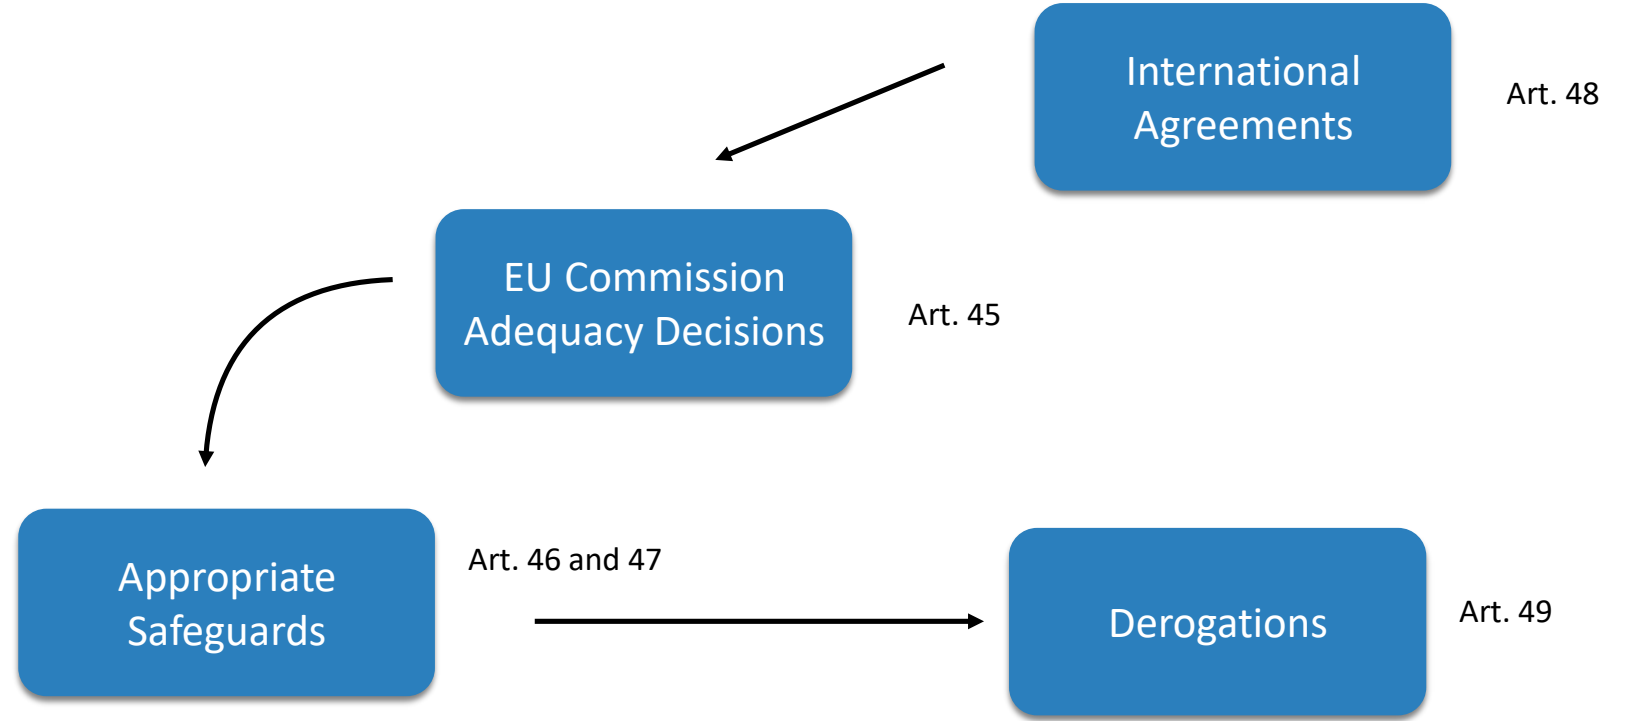 International
Agreements
Art. 48
EU Commission
Adequacy Decisions
Art. 45
Appropriate
Safeguards
Art. 46 and 47
Derogations
Art. 49